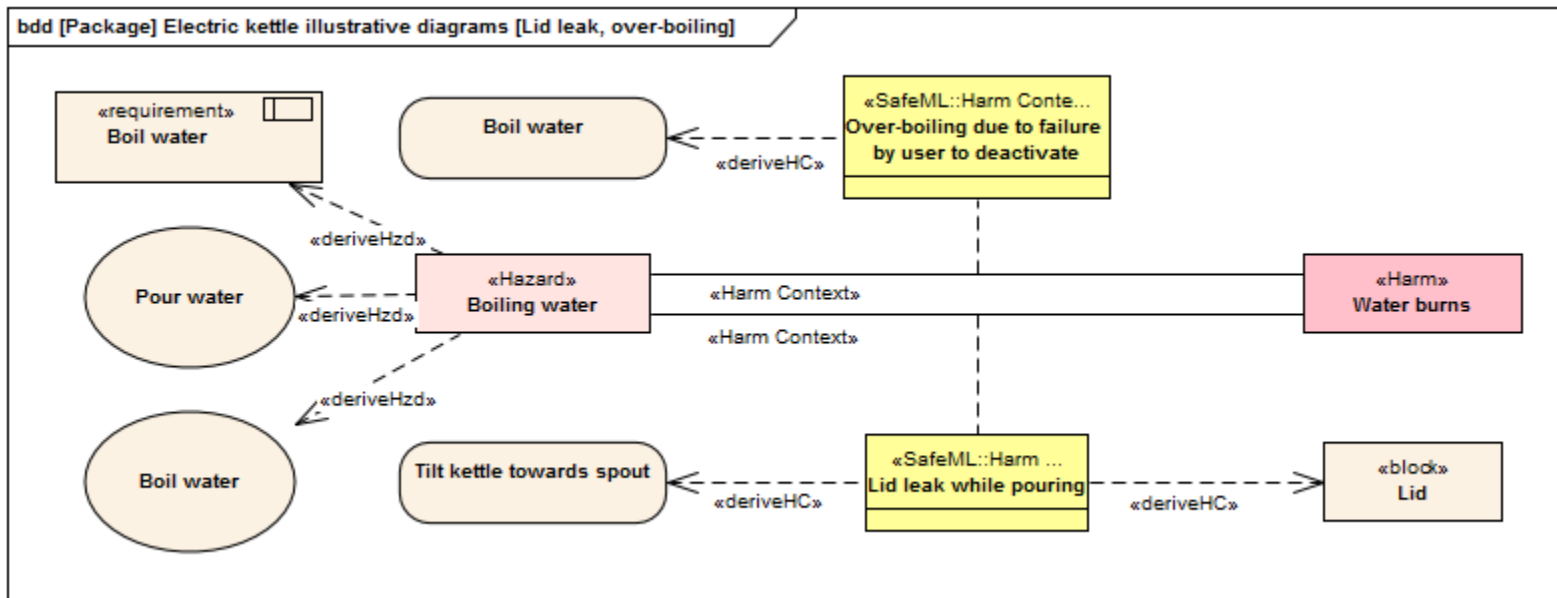 bdd [Package] Electric kettle illustrative diagrams [Lid leak, over-boiling]
«requirement»
Boil water
Boil water
«SafeML::Harm Conte...
Over-boiling due to failure
by user to deactivate
«deriveHC»
«deriveHzd»
Pour water
«deriveHzd»
«Hazard»
Boiling water
«Harm Context»
«Harm Context»
«Harm»
Water burns
«deriveHzd»
Boil water
Tilt kettle towards spout
«deriveHC»
«SafeML::Harm ...
Lid leak while pouring
«deriveHC»
«block»
Lid